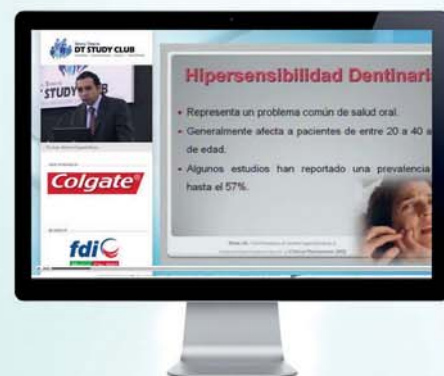 DT STUDY CLUB
STUDY
Colgate®
fdi
Hipersensibilidad Dentinari
• Representa un problema común de salud oral.
• Generalmente afecta a pacientes de entre 20 a 40 a
de edad.
• Algunos estudios han reportado una prevalencia
hasta el 57%.